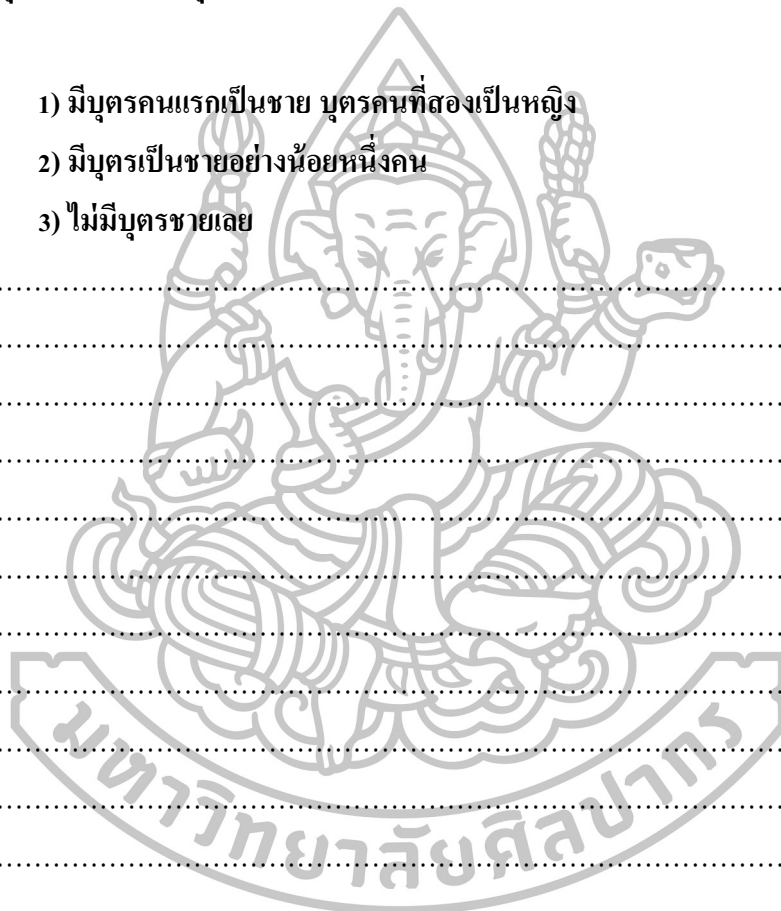 1) มีบุตรคนแรกเป็นชาย บุตรคนที่สองเป็นหญิง
2) มีบุตรเป็นชายอย่างน้อยหนึ่งคน
3) ไม่มีบุตรชายเลย
มหาวิทยาลัยศิลปากร